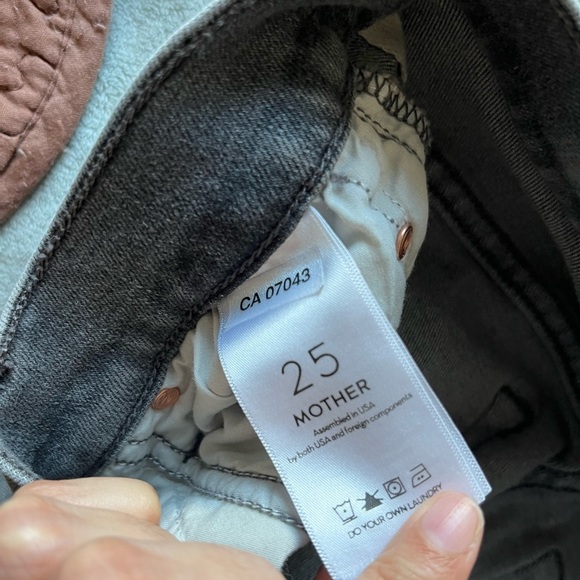 CA 07043
25
MOTHER
Assembled in USA
by both USA and foreign components
DO YOUR OWN LAUNDRY